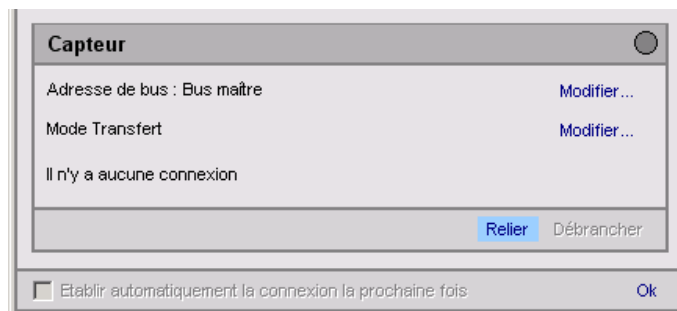 Capteur
Adresse de bus : Bus maître Modifier...
Mode Transfert Modifier...
Il n'y a aucune connexion
Relier Débrancher
Etablir automatiquement la connexion la prochaine fois Ok